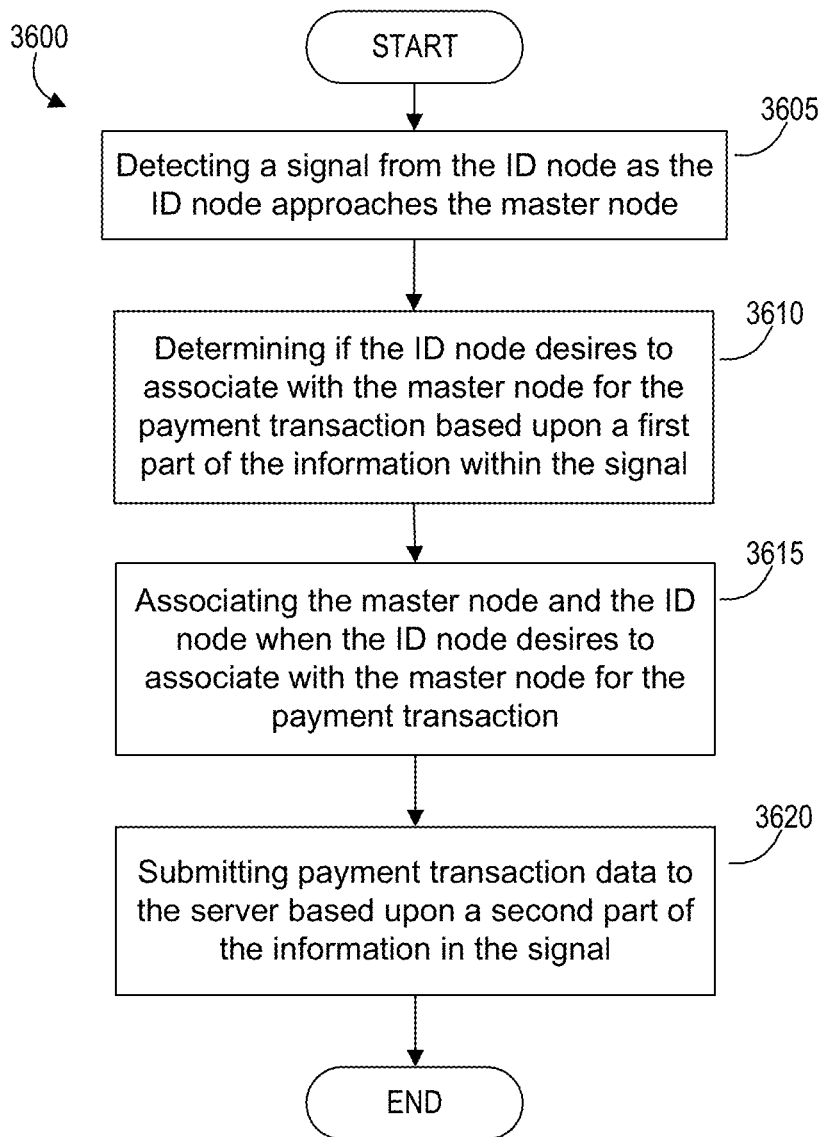 3600
START
3605
Detecting a signal from the ID node as the
ID node approaches the master node
3610
Determining if the ID node desires to
associate with the master node for the
payment transaction based upon a first
part of the information within the signal
3615
Associating the master node and the ID
node when the ID node desires to
associate with the master node for the
payment transaction
3620
Submitting payment transaction data to
the server based upon a second part of
the information in the signal
END